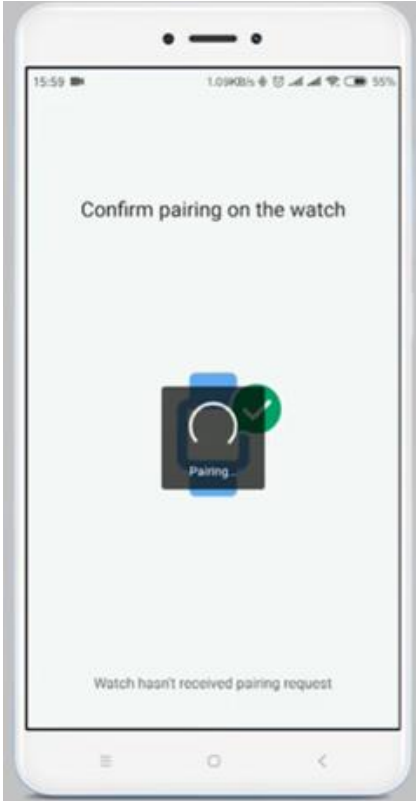 15:59 1.09KB/s 55%
Confirm pairing on the watch
Pairing...
Watch hasn't received pairing request